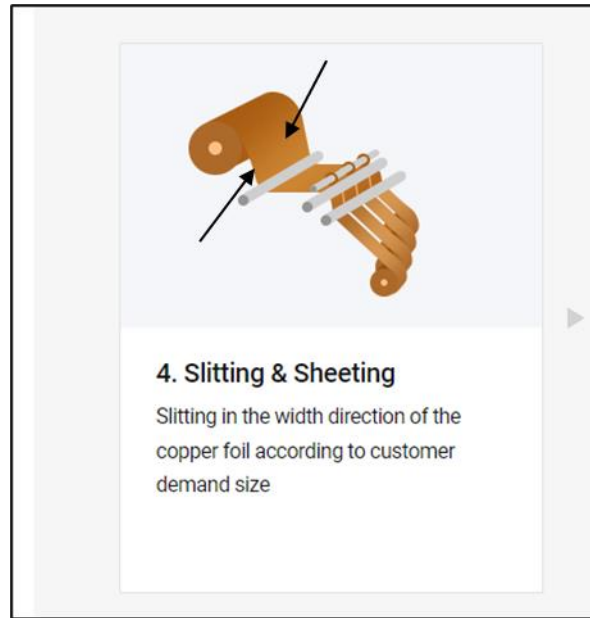 4. Slitting & Sheeting
Slitting in the width direction of the
copper foil according to customer
demand size